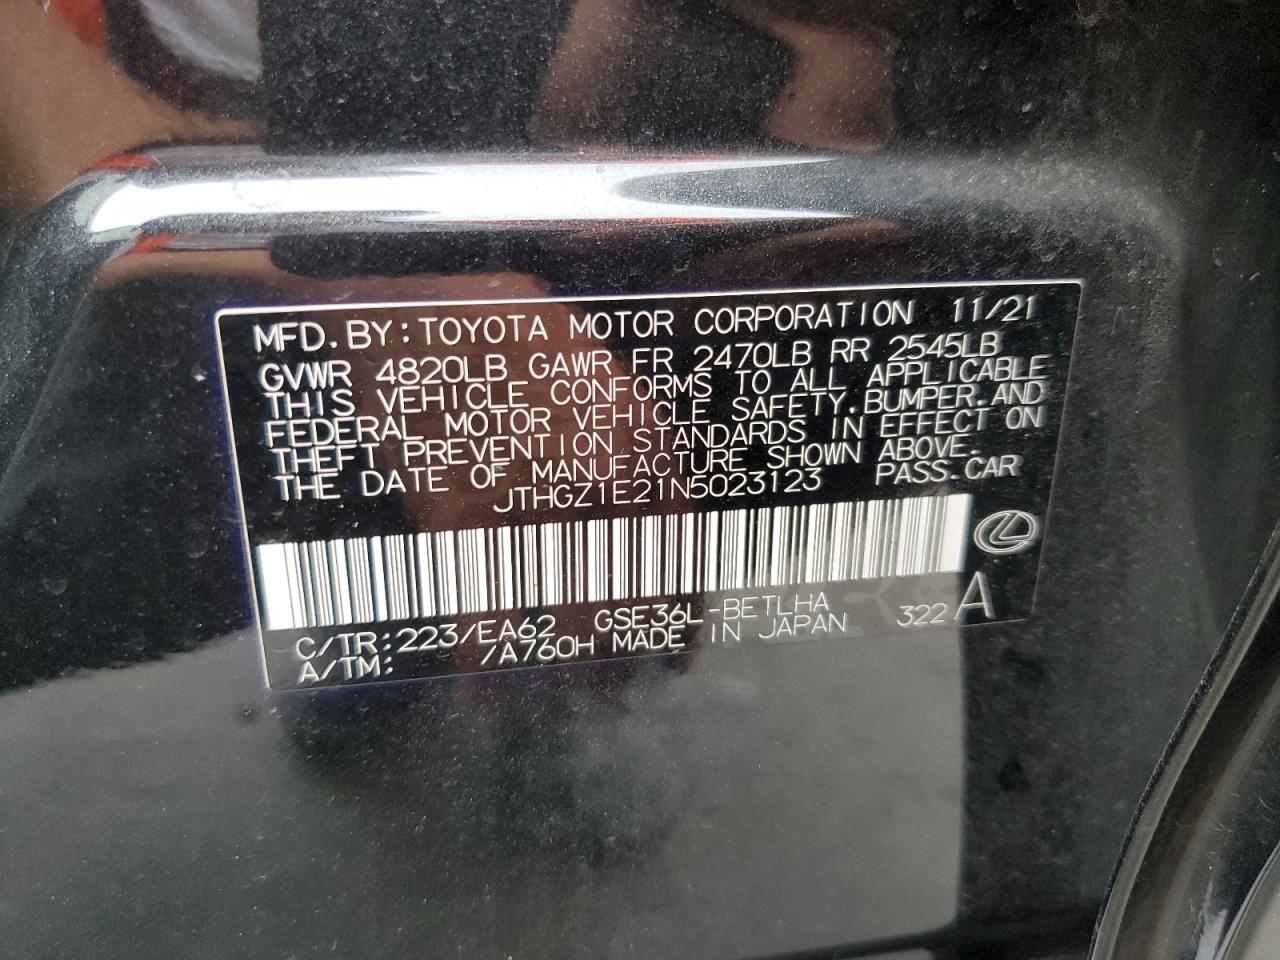 MFD. BY: TOYOTA MOTOR CORPORATION 11/21
GVWR 4820LB GAWR FR 2470LB RR 2545LB
THIS VEHICLE CONFORMS TO ALL APPLICABLE
FEDERAL MOTOR VEHICLE SAFETY, BUMPER, AND
THEFT PREVENTION STANDARDS IN EFFECT ON
THE DATE OF MANUFACTURE SHOWN ABOVE.
JTHGZ1E21N5023123 PASS. CAR
C/TR: 223/EA62 GSE36L-BETLHA 322 A
A/TM: /A760H MADE IN JAPAN